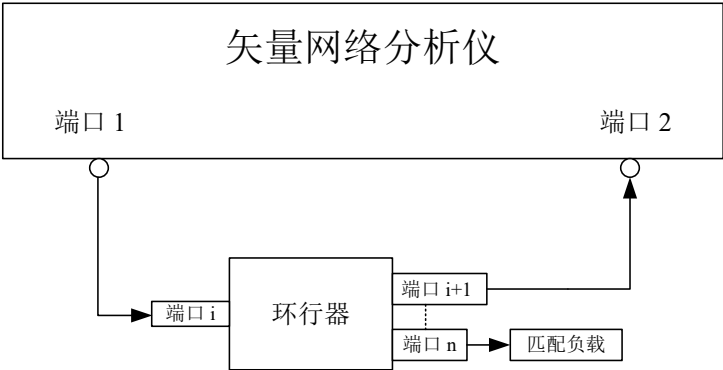 矢量网络分析仪
端口 1
端口 2
端口 i
环行器
端口 i+1
端口 n
匹配负载